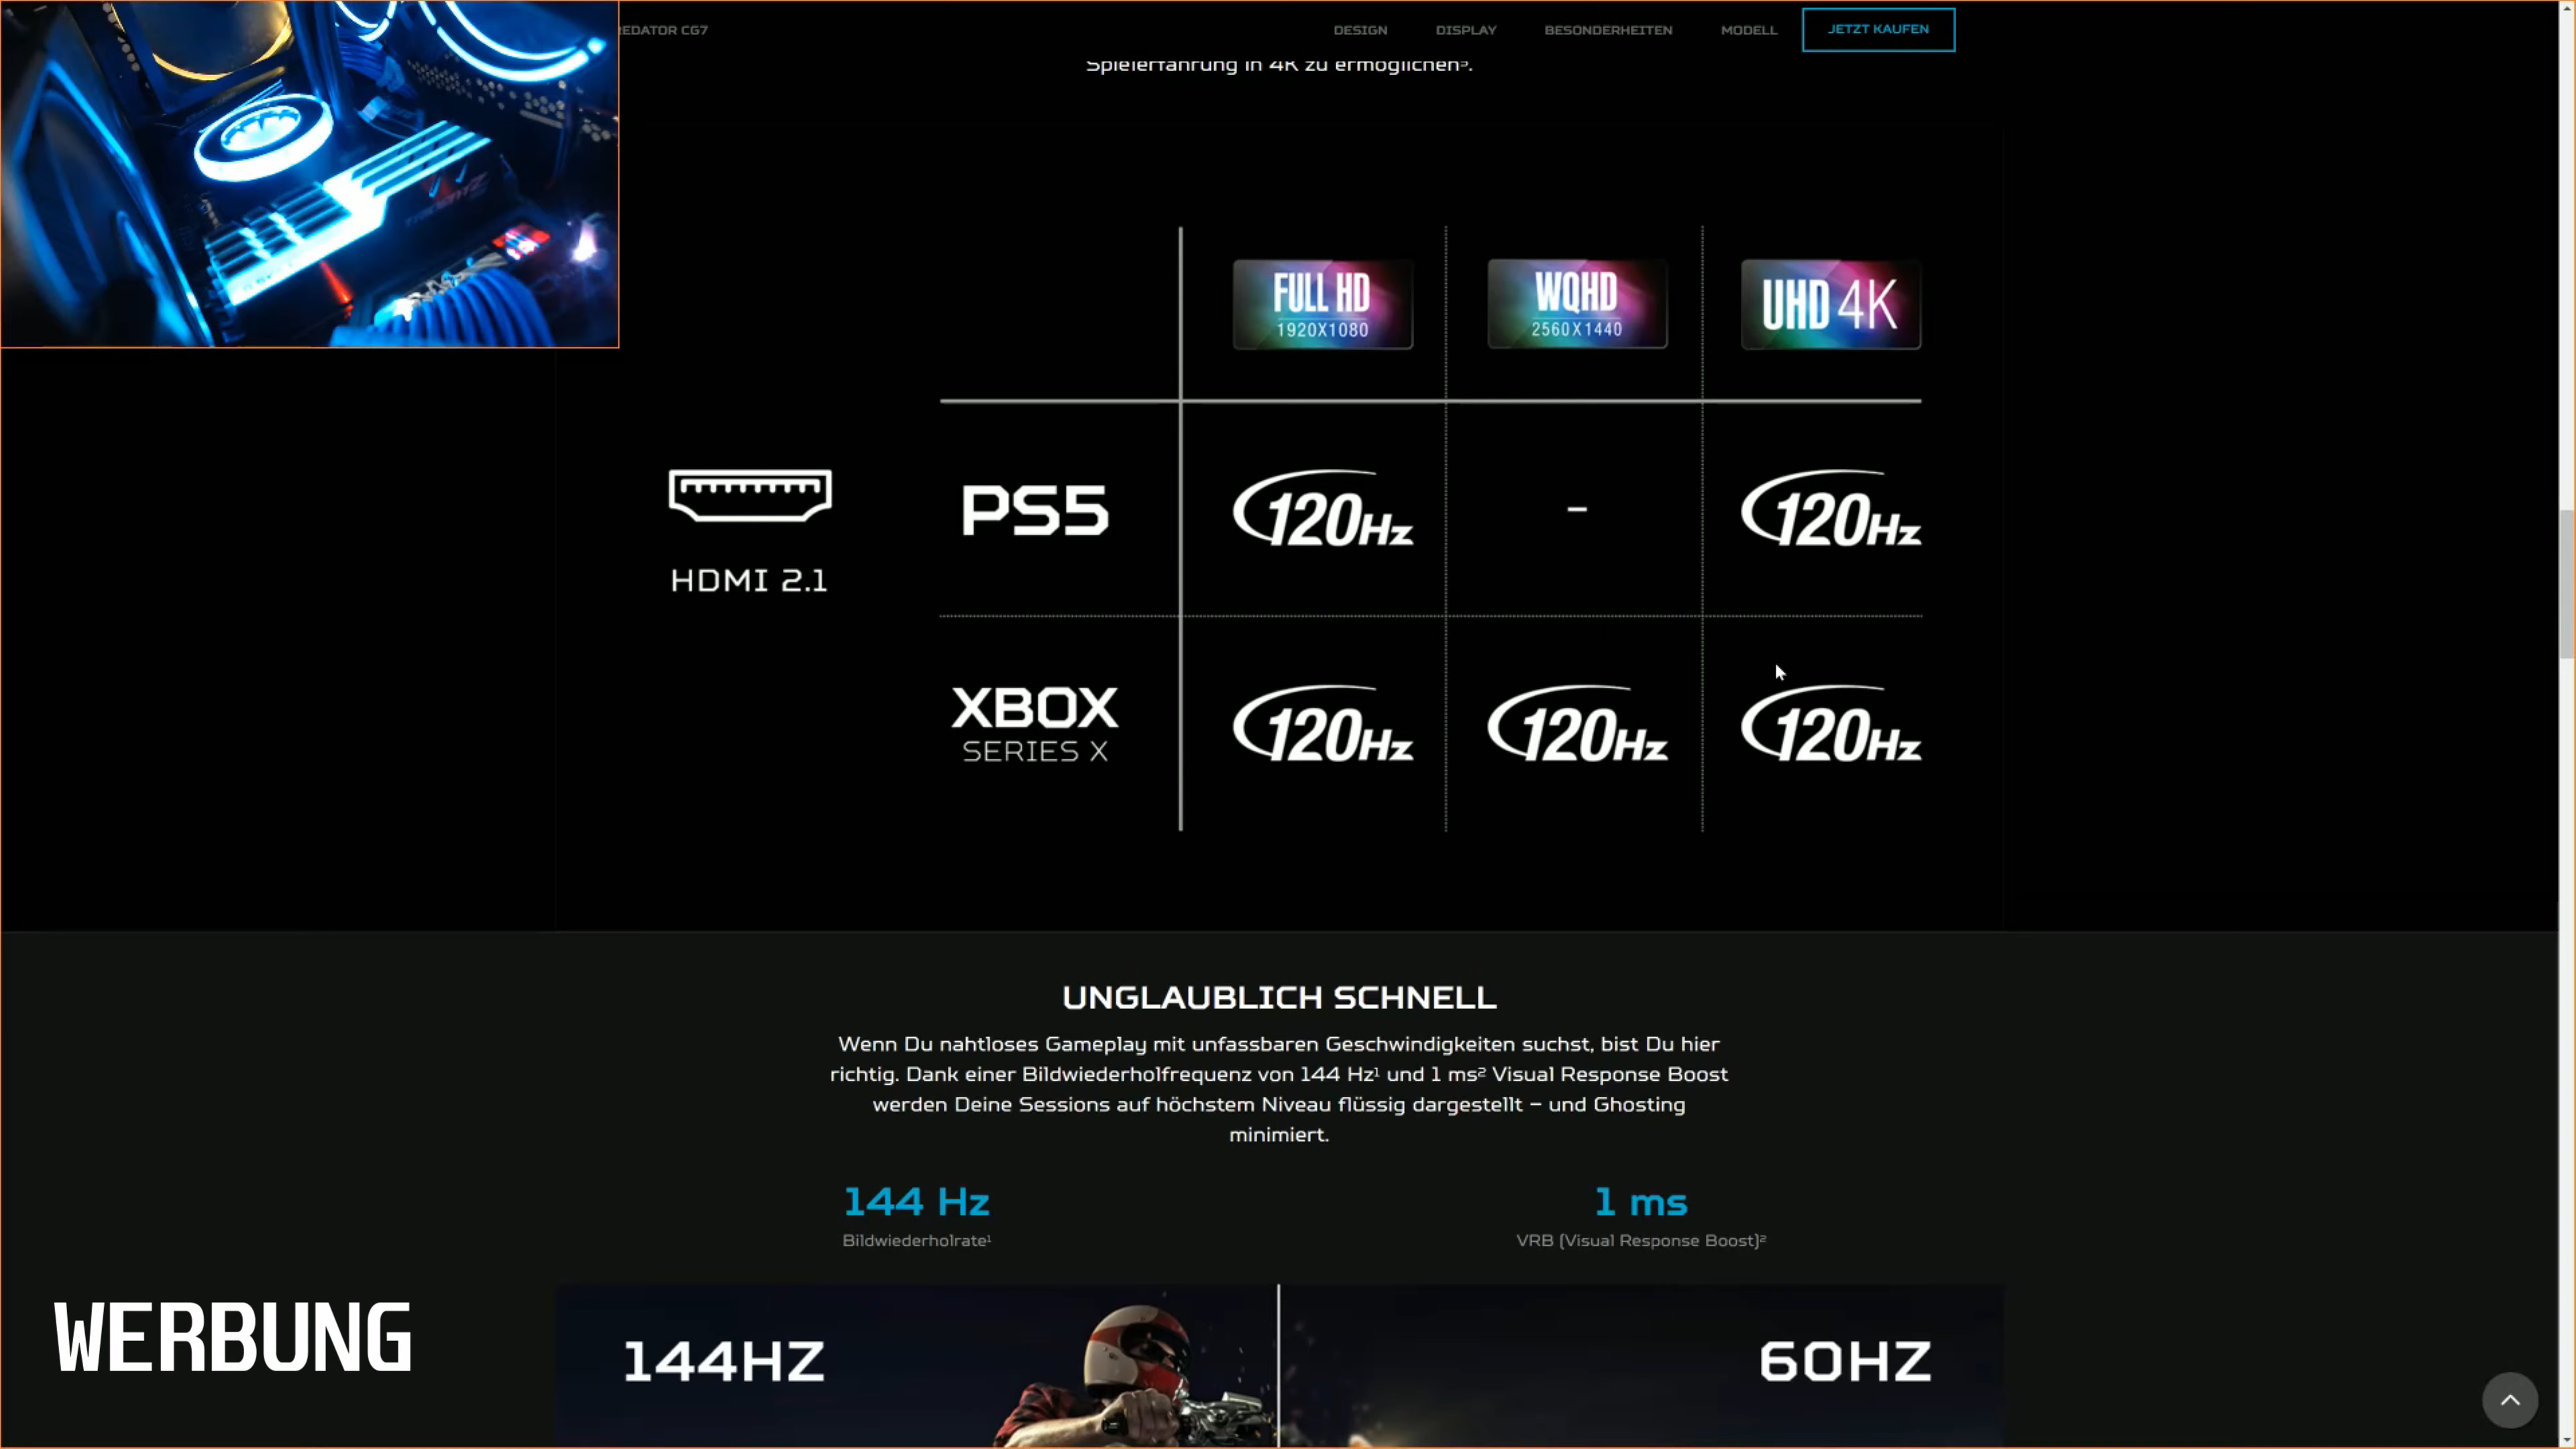 REDATOR CG7
DESIGN
DISPLAY
BESONDERHEITEN
MODELL
JETZT KAUFEN
Spielerfahrung in 4K zu ermöglichen³.
FULL HD
1920X1080
WQHD
2560X1440
UHD 4K
HDMI 2.1
PS5
120Hz
-
120Hz
XBOX
SERIES X
120Hz
120Hz
120Hz
UNGLAUBLICH SCHNELL
Wenn Du nahtloses Gameplay mit unfassbaren Geschwindigkeiten suchst, bist Du hier
richtig. Dank einer Bildwiederholfrequenz von 144 Hz¹ und 1 ms² Visual Response Boost
werden Deine Sessions auf höchstem Niveau flüssig dargestellt – und Ghosting
minimiert.
144 Hz
Bildwiederholrate¹
1 ms
VRB (Visual Response Boost)²
WERBUNG
144HZ
60HZ